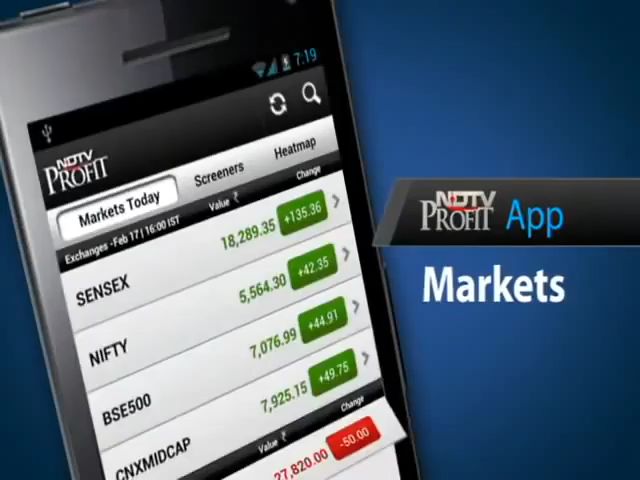 7:19
NDTV
PROFIT
Markets Today
Screeners
Heatmap
Exchanges -Feb 17 | 16:00 IST
Value ₹
Change
SENSEX
18,289.35
+135.36
NIFTY
5,564.30
+42.35
BSE500
7,076.99
+44.91
CNXMIDCAP
7,925.15
+49.75
Value ₹
Change
27,820.00
-50.00
NDTV
PROFIT App
Markets